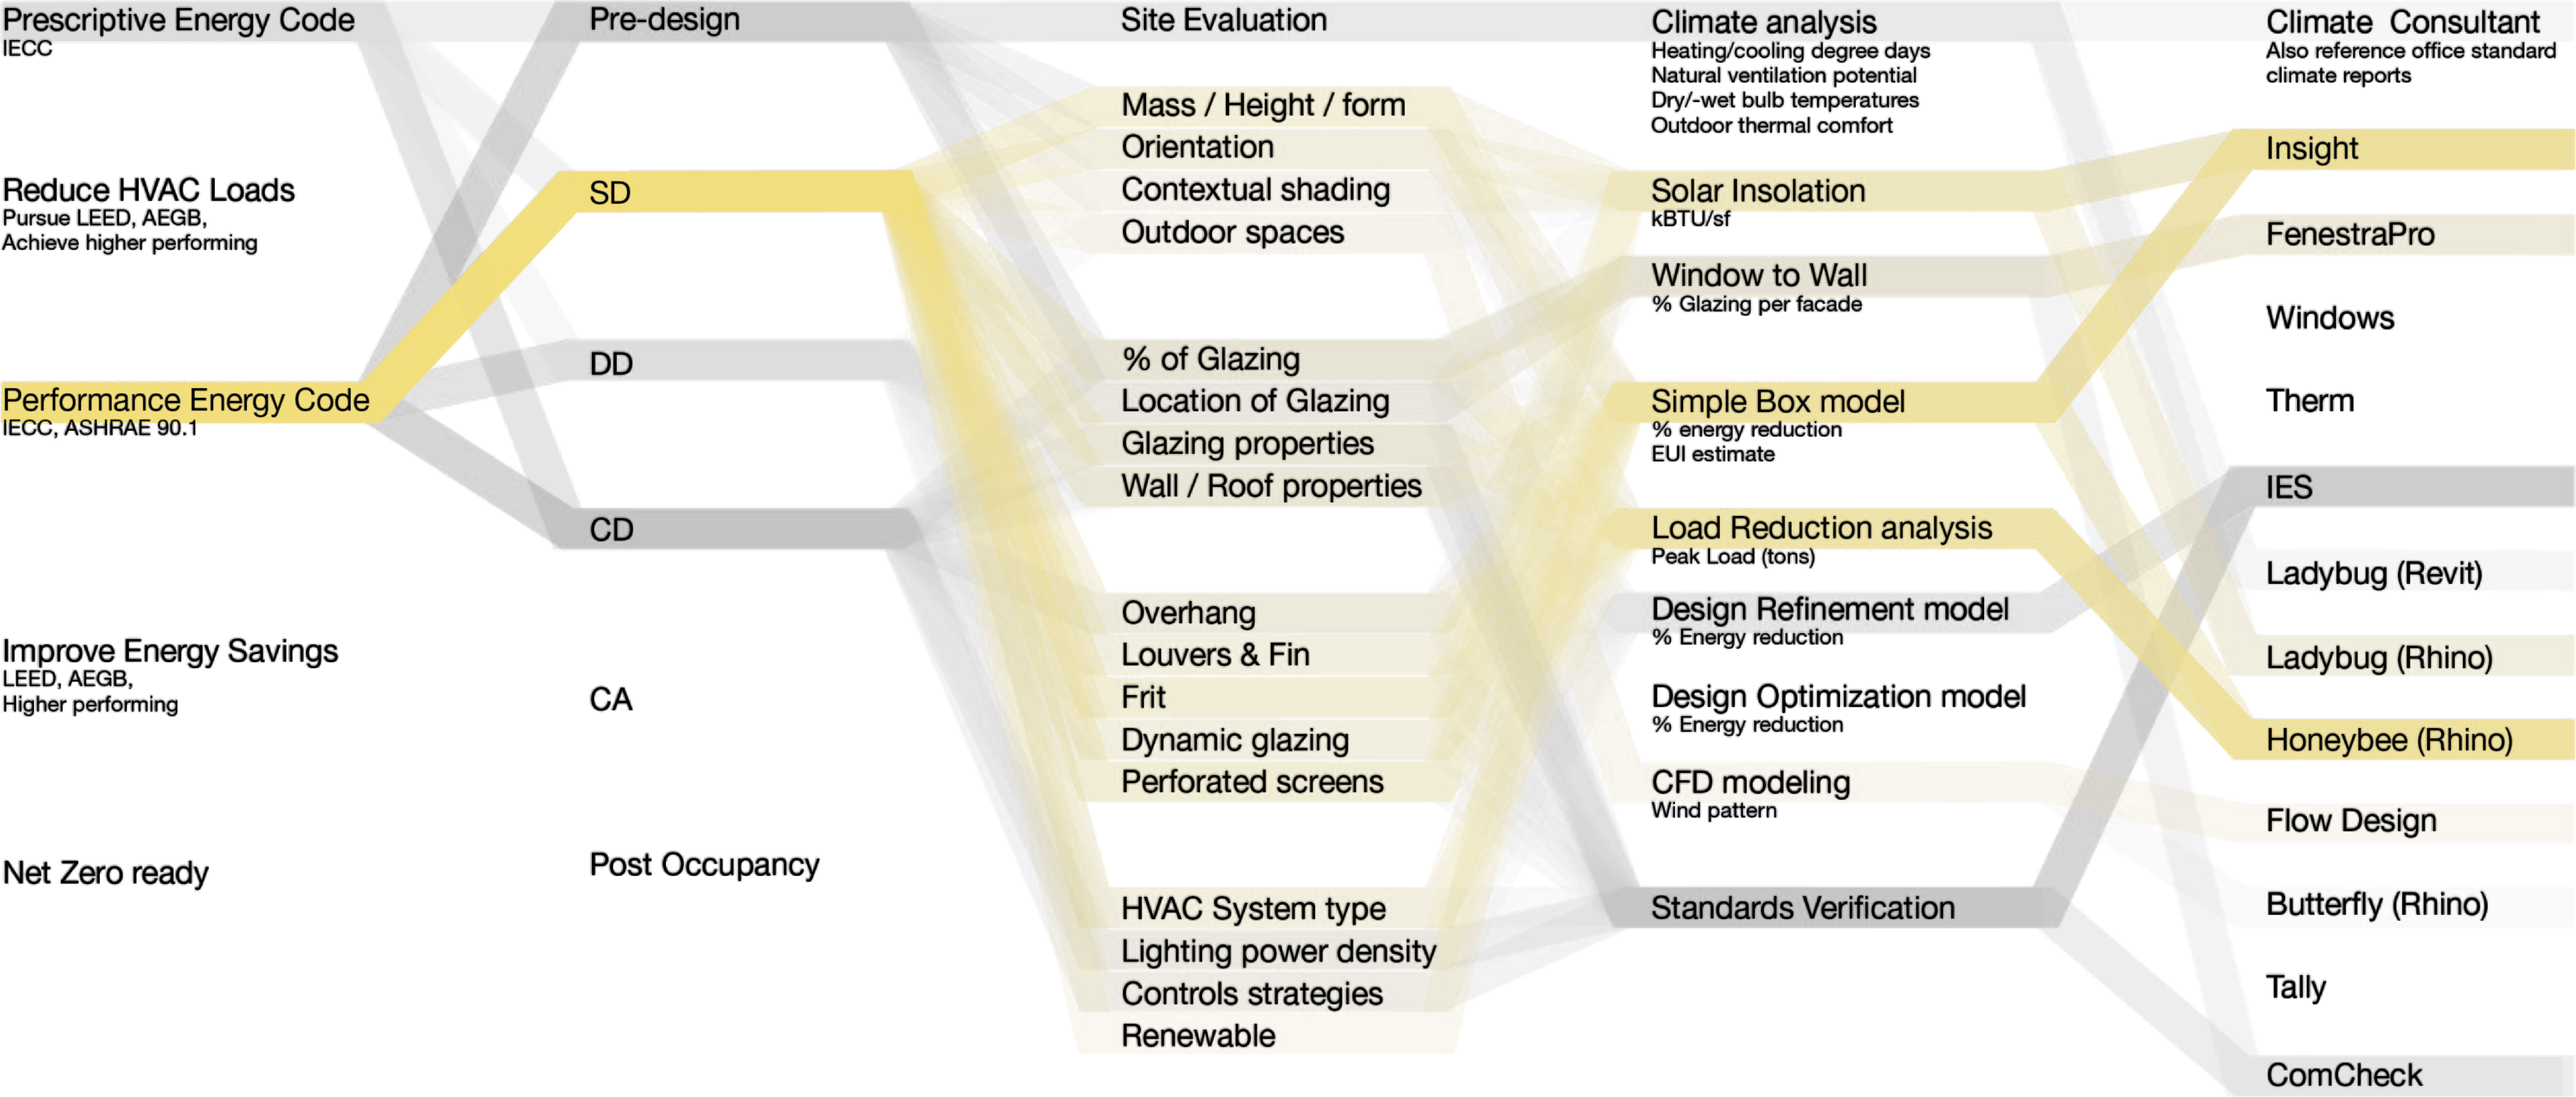 Prescriptive Energy Code
IECC
Reduce HVAC Loads
Pursue LEED, AEGB,
Achieve higher performing
Performance Energy Code
IECC, ASHRAE 90.1
Improve Energy Savings
LEED, AEGB,
Higher performing
Net Zero ready
Pre-design
SD
DD
CD
CA
Post Occupancy
Site Evaluation
Mass / Height / form
Orientation
Contextual shading
Outdoor spaces
% of Glazing
Location of Glazing
Glazing properties
Wall / Roof properties
Overhang
Louvers & Fin
Frit
Dynamic glazing
Perforated screens
HVAC System type
Lighting power density
Controls strategies
Renewable
Climate analysis
Heating/cooling degree days
Natural ventilation potential
Dry/-wet bulb temperatures
Outdoor thermal comfort
Solar Insolation
kBTU/sf
Window to Wall
% Glazing per facade
Simple Box model
% energy reduction
EUI estimate
Load Reduction analysis
Peak Load (tons)
Design Refinement model
% Energy reduction
Design Optimization model
% Energy reduction
CFD modeling
Wind pattern
Standards Verification
Climate Consultant
Also reference office standard
climate reports
Insight
FenestraPro
Windows
Therm
IES
Ladybug (Revit)
Ladybug (Rhino)
Honeybee (Rhino)
Flow Design
Butterfly (Rhino)
Tally
ComCheck